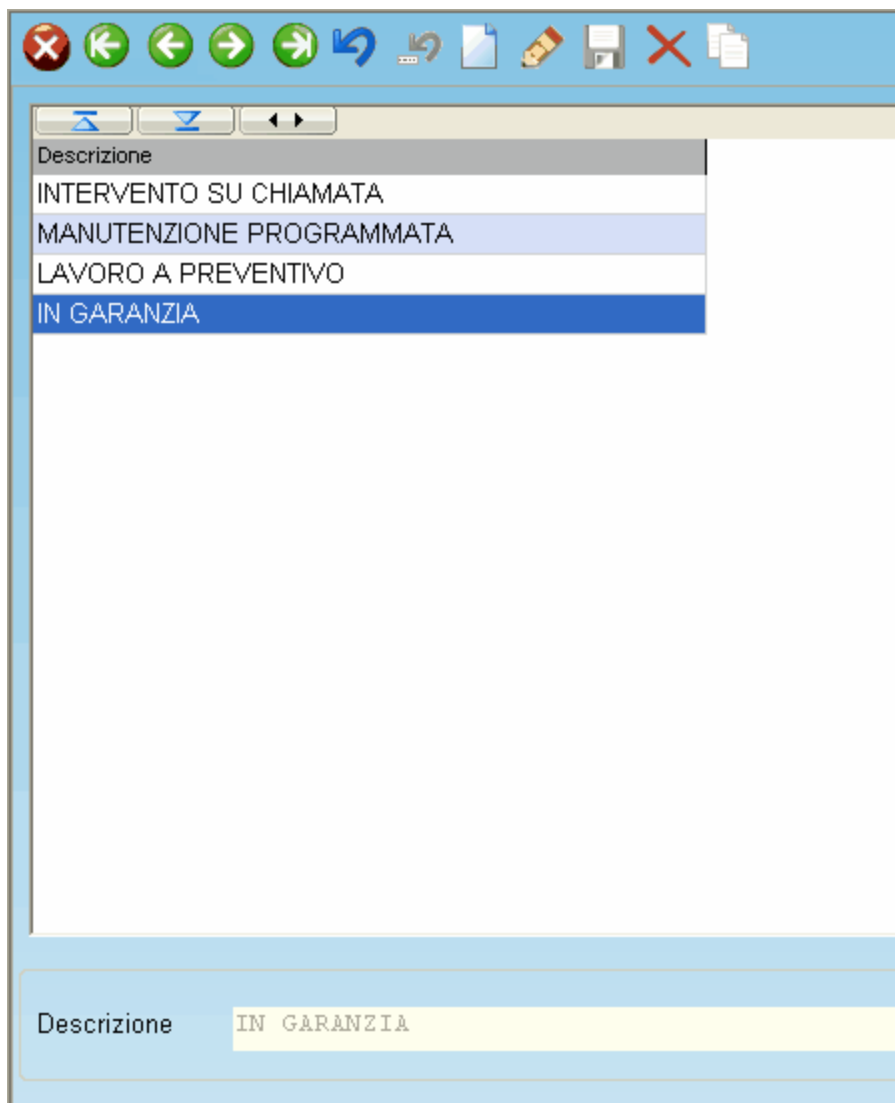 Descrizione
INTERVENTO SU CHIAMATA
MANUTENZIONE PROGRAMMATA
LAVORO A PREVENTIVO
IN GARANZIA
Descrizione IN GARANZIA